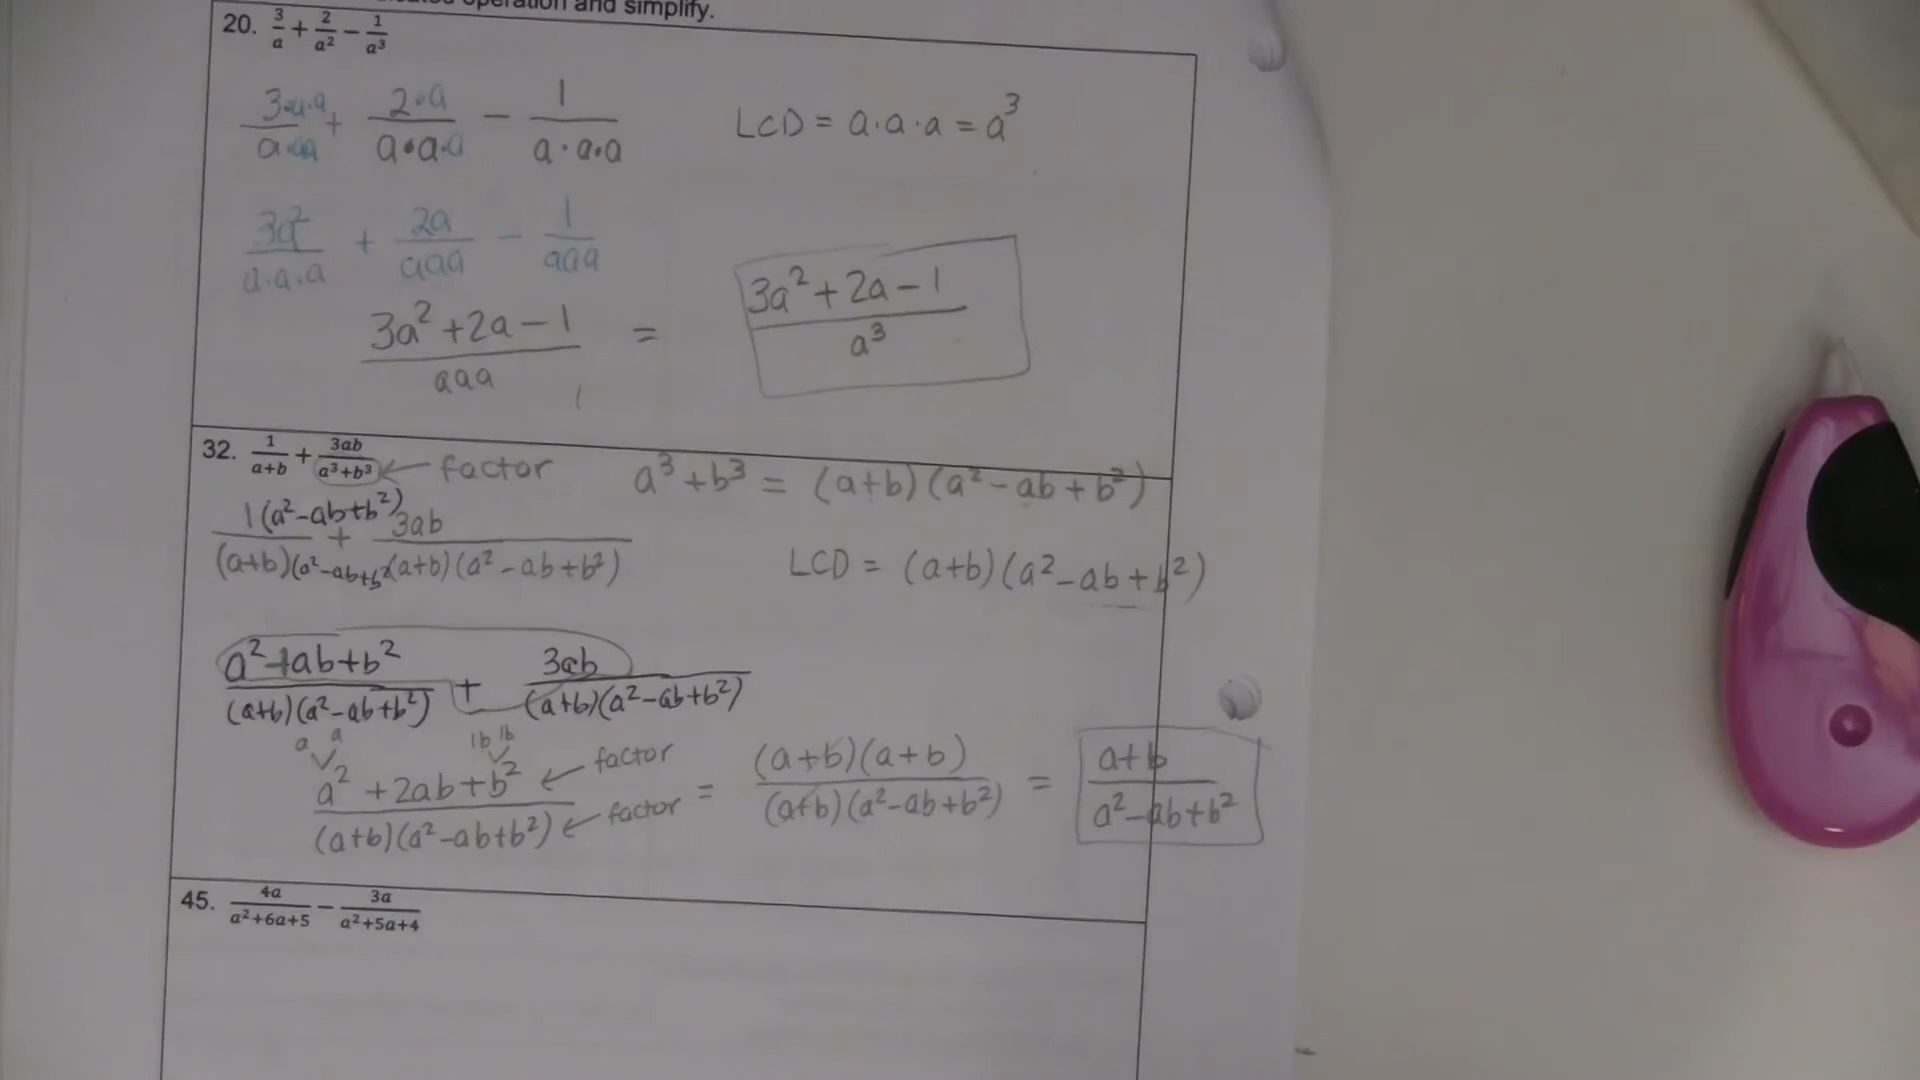 operation and simplify.
20. 3/a + 2/a² − 1/a³
3·a·a/a·aa + 2·a/a·a·a − 1/a·a·a LCD = a·a·a = a³
3a²/a·a·a + 2a/aaa − 1/aaa
3a²+2a−1/aaa = 3a²+2a−1/a³
32. 1/a+b + 3ab/a³+b³ ← factor a³+b³ = (a+b)(a²−ab+b²)
1(a²−ab+b²)/(a+b)(a²−ab+b² + 3ab/(a+b)(a²−ab+b²) LCD = (a+b)(a²−ab+b²)
a²−1ab+b²/(a+b)(a²−ab+b²) + 3ab/(a+b)(a²−ab+b²)
a a 1b 1b
a²+2ab+b² ← factor/(a+b)(a²−ab+b²) ← factor = (a+b)(a+b)/(a+b)(a²−ab+b²) = a+b/a²−ab+b²
45. 4a/a²+6a+5 − 3a/a²+5a+4